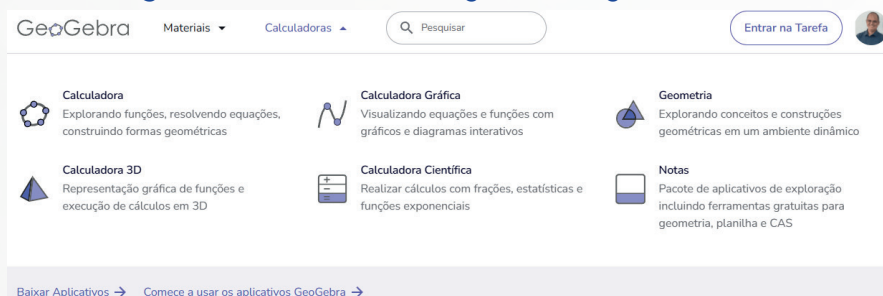 GeoGebra Materiais Calculadoras Pesquisar Entrar na Tarefa
Calculadora
Explorando funções, resolvendo equações,
construindo formas geométricas
Calculadora Gráfica
Visualizando equações e funções com
gráficos e diagramas interativos
Geometria
Explorando conceitos e construções
geométricas em um ambiente dinâmico
Calculadora 3D
Representação gráfica de funções e
execução de cálculos em 3D
Calculadora Científica
Realizar cálculos com frações, estatísticas e
funções exponenciais
Notas
Pacote de aplicativos de exploração
incluindo ferramentas gratuitas para
geometria, planilha e CAS
Baixar Aplicativos → Comece a usar os aplicativos GeoGebra →